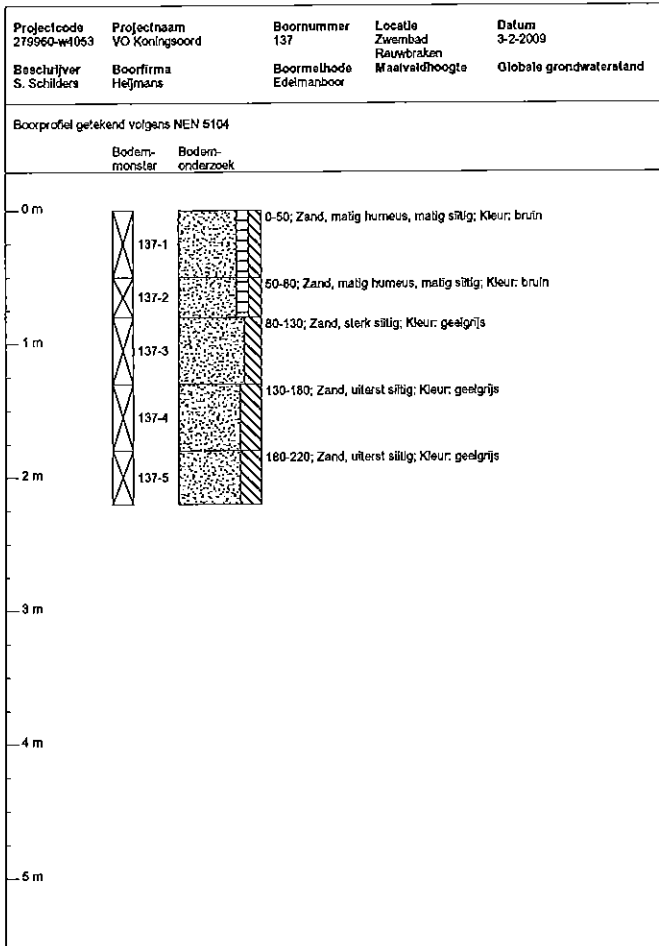 Projectcode Projectnaam Boornummer Locatie Datum
279960-w4053 VO Koningsoord 137 Zwembad 3-2-2009
Rauwbraken
Beschrijver Boorfirma Boormethode Maaiveldhoogte Globale grondwaterstand
S. Schilders Heijmans Edelmanboor
Boorprofiel getekend volgens NEN 5104
Bodem- Bodem-
monster onderzoek
0 m
0-50; Zand, matig humeus, matig siltig; Kleur: bruin
137-1
50-80; Zand, matig humeus, matig siltig; Kleur: bruin
137-2
80-130; Zand, sterk siltig; Kleur: geelgrijs
1 m
137-3
130-180; Zand, uiterst siltig; Kleur: geelgrijs
137-4
180-220; Zand, uiterst siltig; Kleur: geelgrijs
2 m
137-5
3 m
4 m
5 m